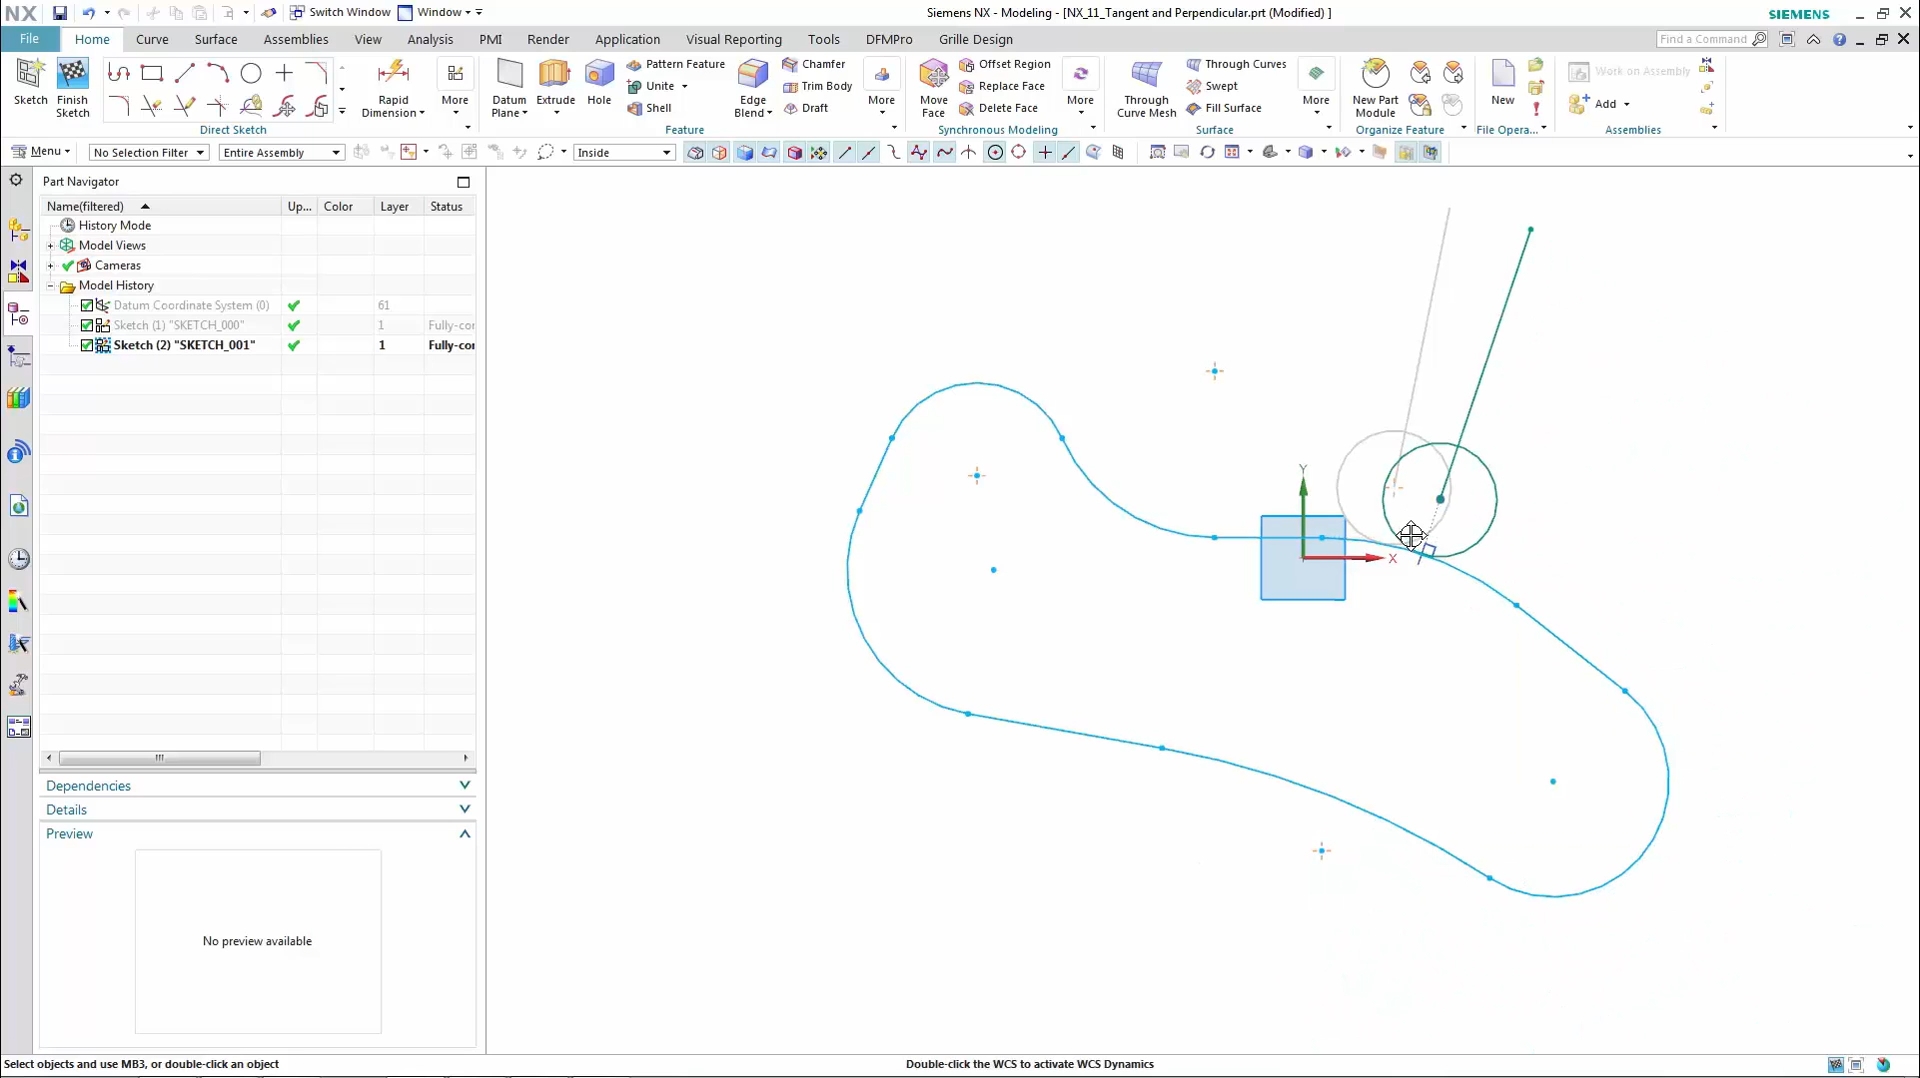 NX
Switch Window
Window
Siemens NX - Modeling - [NX_11_Tangent and Perpendicular.prt (Modified) ]
SIEMENS
File
Home
Curve
Surface
Assemblies
View
Analysis
PMI
Render
Application
Visual Reporting
Tools
DFMPro
Grille Design
Find a Command
Sketch
Finish Sketch
Rapid Dimension
More
Direct Sketch
Datum Plane
Extrude
Hole
Pattern Feature
Unite
Shell
Edge Blend
Chamfer
Trim Body
Draft
More
Feature
Move Face
Offset Region
Replace Face
Delete Face
More
Synchronous Modeling
Through Curve Mesh
Through Curves
Swept
Fill Surface
More
Surface
New Part Module
Organize Feature
New
File Opera...
Work on Assembly
Add
Assemblies
Menu
No Selection Filter
Entire Assembly
Inside
Part Navigator
Name(filtered)
Up...
Color
Layer
Status
History Mode
Model Views
Cameras
Model History
Datum Coordinate System (0)
61
Sketch (1) "SKETCH_000"
1
Fully-cor
Sketch (2) "SKETCH_001"
1
Fully-cor
Dependencies
Details
Preview
No preview available
Y
X
Select objects and use MB3, or double-click an object
Double-click the WCS to activate WCS Dynamics